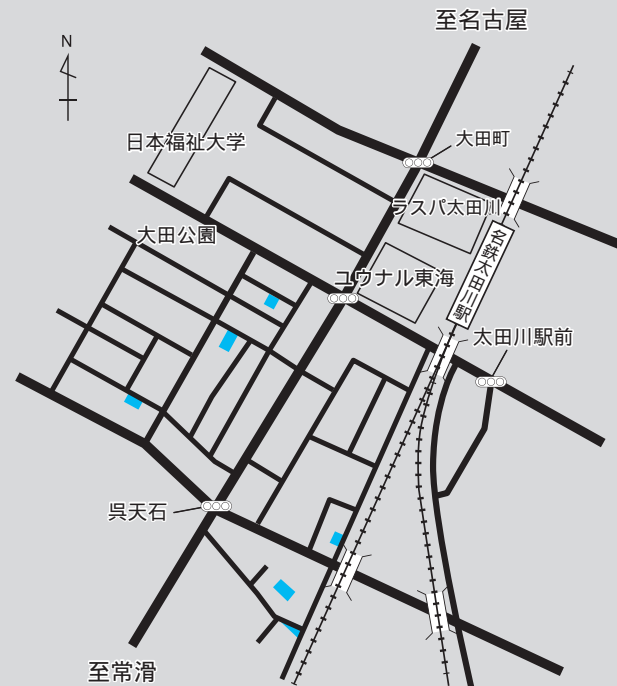 至名古屋
N
大田町
日本福祉大学
ラスパ太田川
大田公園
名鉄太田川駅
ユウナル東海
太田川駅前
呉天石
至常滑